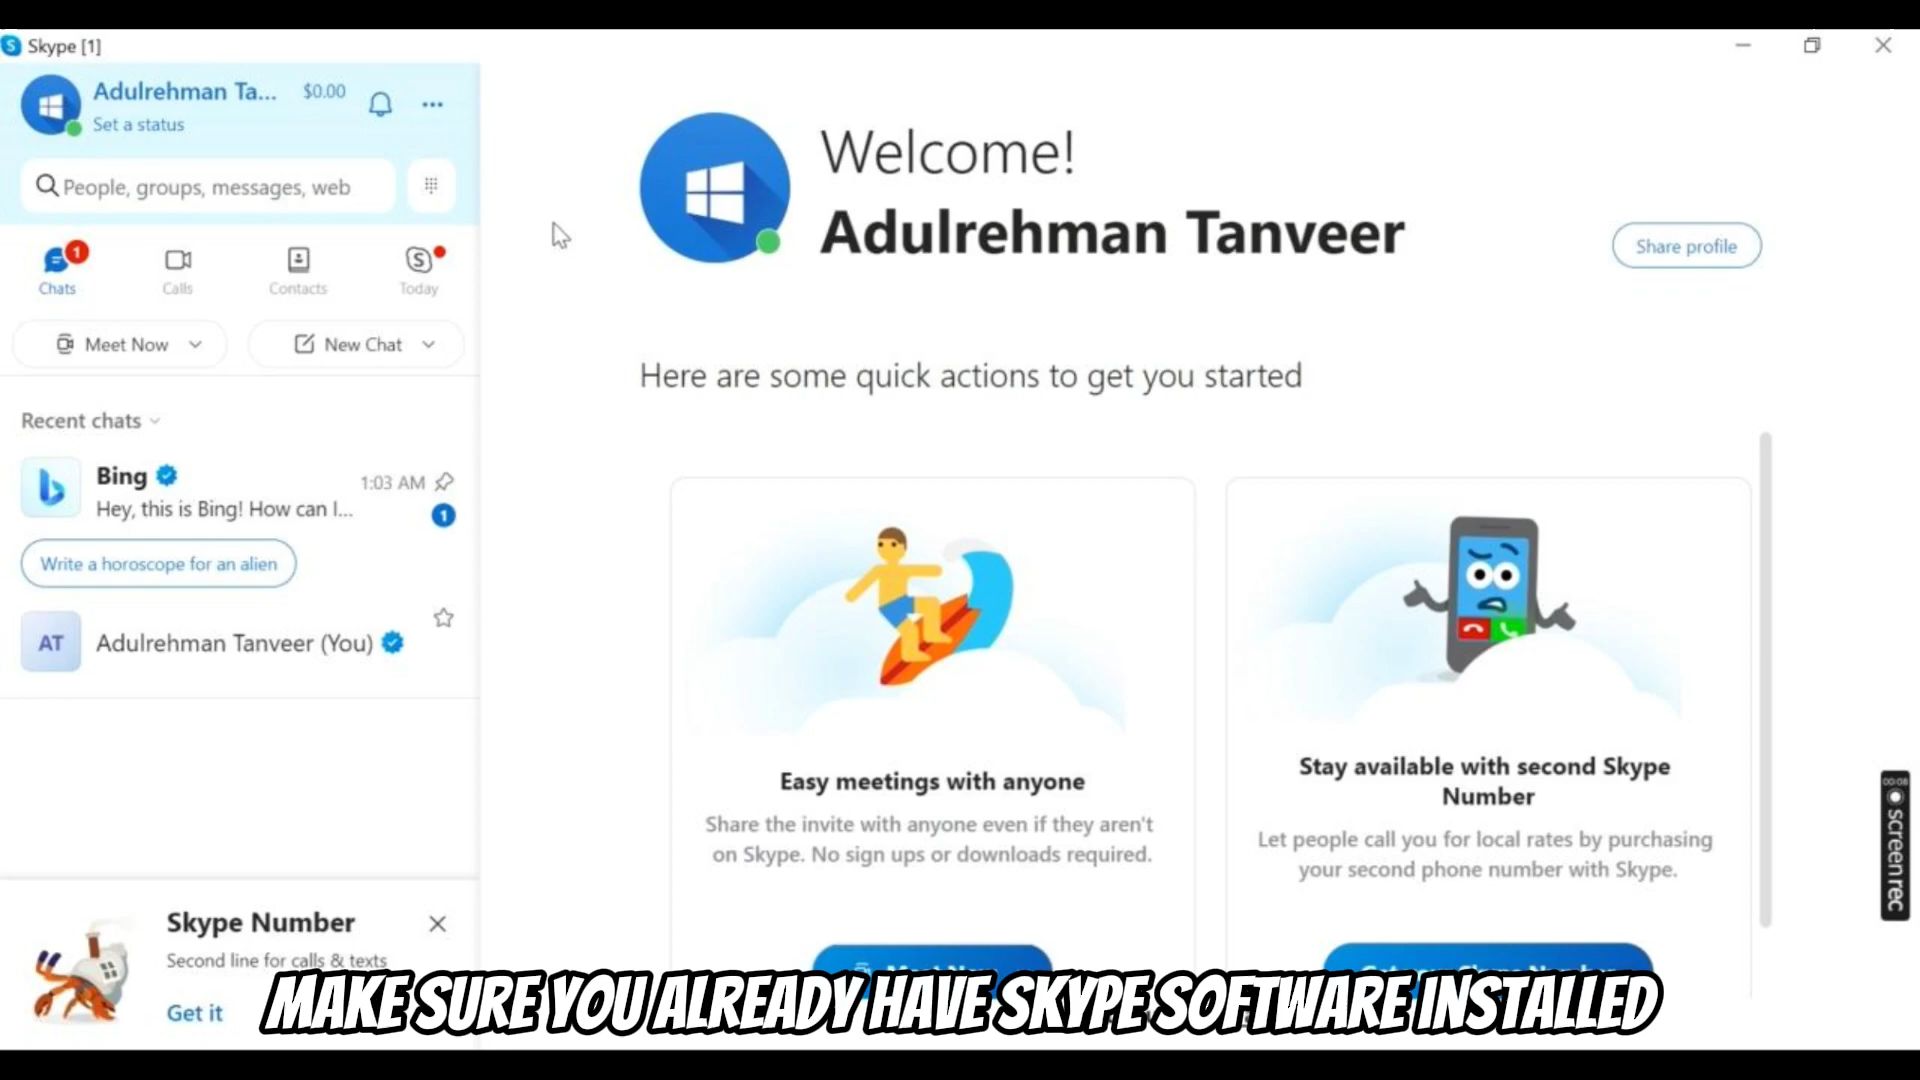 Skype [1]
Adulrehman Ta...
$0.00
Set a status
People, groups, messages, web
1
Chats
Calls
Contacts
Today
Meet Now
New Chat
Recent chats
Bing
1:03 AM
Hey, this is Bing! How can I...
1
Write a horoscope for an alien
AT
Adulrehman Tanveer (You)
Skype Number
Second line for calls & texts
Get it
Welcome!
Adulrehman Tanveer
Share profile
Here are some quick actions to get you started
Easy meetings with anyone
Share the invite with anyone even if they aren't
on Skype. No sign ups or downloads required.
Stay available with second Skype
Number
Let people call you for local rates by purchasing
your second phone number with Skype.
00:08
screenrec
MAKE SURE YOU ALREADY HAVE SKYPE SOFTWARE INSTALLED